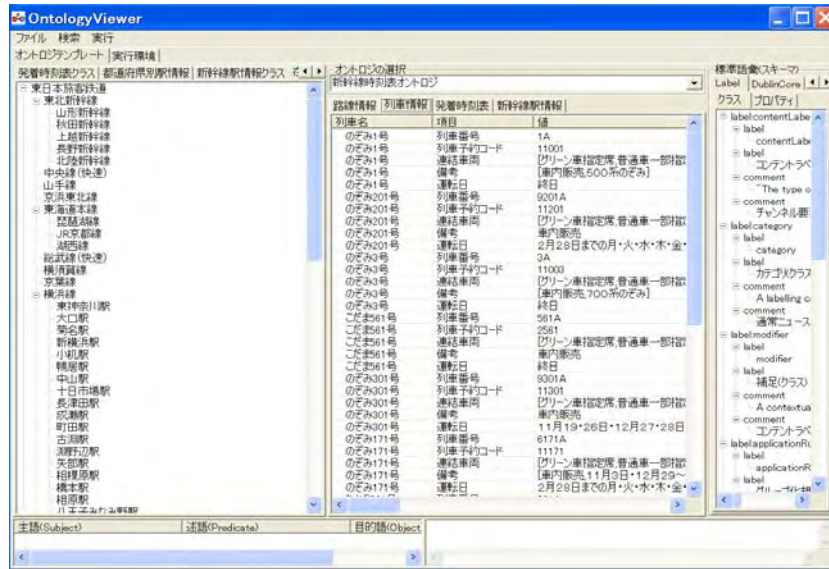 OntologyViewer
ファイル 検索 実行
オントロジテンプレート 実行環境
発着時刻表クラス 都道府県別駅情報 新幹線駅情報クラス
東日本旅客鉄道
東北新幹線
山形新幹線
秋田新幹線
上越新幹線
長野新幹線
北陸新幹線
中央線(快速)
山手線
京浜東北線
東海道本線
琵琶湖線
JR京都線
湖西線
総武線(快速)
横須賀線
京葉線
横浜線
東神奈川駅
大口駅
菊名駅
新横浜駅
小机駅
鴨居駅
中山駅
十日市場駅
長津田駅
成瀬駅
町田駅
古淵駅
淵野辺駅
矢部駅
相模原駅
橋本駅
相原駅
八王子みなみ野駅
オントロジの選択
新幹線時刻表オントロジ
路線情報 列車情報 発着時刻表 新幹線駅情報
列車名 項目 値
のぞみ1号 列車番号 1A
のぞみ1号 列車予約コード 11001
のぞみ1号 連結車両 [グリーン車指定席,普通車一部指
のぞみ1号 備考 [車内販売,500系のぞみ]
のぞみ1号 運転日 終日
のぞみ201号 列車番号 9201A
のぞみ201号 列車予約コード 11201
のぞみ201号 連結車両 [グリーン車指定席,普通車一部指
のぞみ201号 備考 車内販売
のぞみ201号 運転日 2月28日までの月・火・水・木・金・
のぞみ3号 列車番号 3A
のぞみ3号 列車予約コード 11003
のぞみ3号 連結車両 [グリーン車指定席,普通車一部指
のぞみ3号 備考 [車内販売,700系のぞみ]
のぞみ3号 運転日 終日
こだま561号 列車番号 561A
こだま561号 列車予約コード 2561
こだま561号 連結車両 [グリーン車指定席,普通車一部指
こだま561号 備考 車内販売
こだま561号 運転日 終日
のぞみ301号 列車番号 9301A
のぞみ301号 列車予約コード 11301
のぞみ301号 連結車両 [グリーン車指定席,普通車一部指
のぞみ301号 備考 車内販売
のぞみ301号 運転日 11月19・26日・12月27・28日
のぞみ171号 列車番号 6171A
のぞみ171号 列車予約コード 11171
のぞみ171号 連結車両 [グリーン車指定席,普通車一部指
のぞみ171号 備考 [車内販売,11月3日・12月29〜
のぞみ171号 運転日 2月28日までの月・火・水・木・金・
標準語彙(スキーマ)
Label DublinCore
クラス プロパティ
label:contentLabe
label
contentLabe
label
コンテントラベ
comment
"The type o
comment
チャンネル要
label:category
label
category
label
カテゴリクラス
comment
A labelling c
comment
通常ニュース
label:modifier
label
modifier
label
補足(クラス)
comment
A contextua
comment
コンテントラベ
label:applicationRu
label
applicationR
label
主語(Subject) 述語(Predicate) 目的語(Object